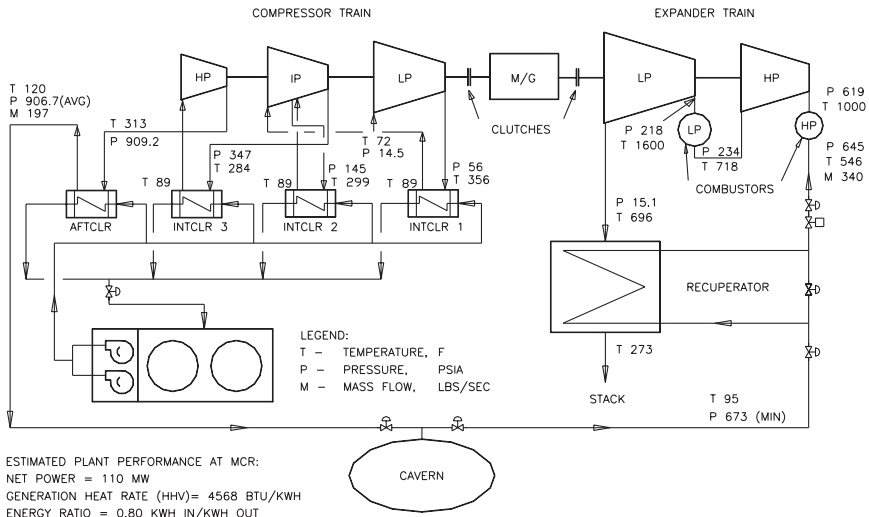 COMPRESSOR TRAIN
EXPANDER TRAIN
HP
IP
LP
M/G
LP
HP
CLUTCHES
T 120
P 906.7(AVG)
M 197
T 313
P 909.2
P 347
T 284
T 72
P 14.5
P 145
T 299
P 56
T 356
T 89
T 89
T 89
AFTCLR
INTCLR 3
INTCLR 2
INTCLR 1
P 218
T 1600
LP
P 234
T 718
P 619
T 1000
HP
P 645
T 546
M 340
COMBUSTORS
P 15.1
T 696
RECUPERATOR
T 273
STACK
LEGEND:
T – TEMPERATURE, F
P – PRESSURE, PSIA
M – MASS FLOW, LBS/SEC
T 95
P 673 (MIN)
CAVERN
ESTIMATED PLANT PERFORMANCE AT MCR:
NET POWER = 110 MW
GENERATION HEAT RATE (HHV)= 4568 BTU/KWH
ENERGY RATIO = 0.80 KWH IN/KWH OUT